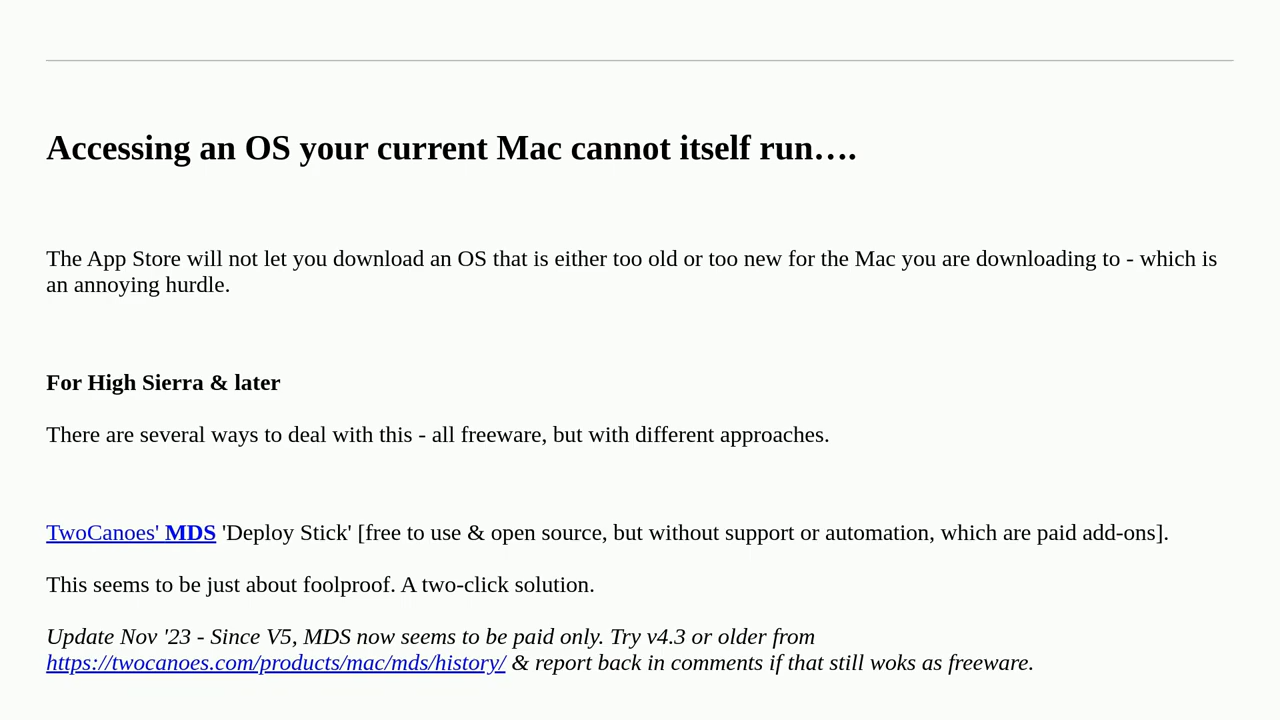 Accessing an OS your current Mac cannot itself run….
The App Store will not let you download an OS that is either too old or too new for the Mac you are downloading to - which is
an annoying hurdle.
For High Sierra & later
There are several ways to deal with this - all freeware, but with different approaches.
TwoCanoes' MDS 'Deploy Stick' [free to use & open source, but without support or automation, which are paid add-ons].
This seems to be just about foolproof. A two-click solution.
Update Nov '23 - Since V5, MDS now seems to be paid only. Try v4.3 or older from
https://twocanoes.com/products/mac/mds/history/ & report back in comments if that still woks as freeware.